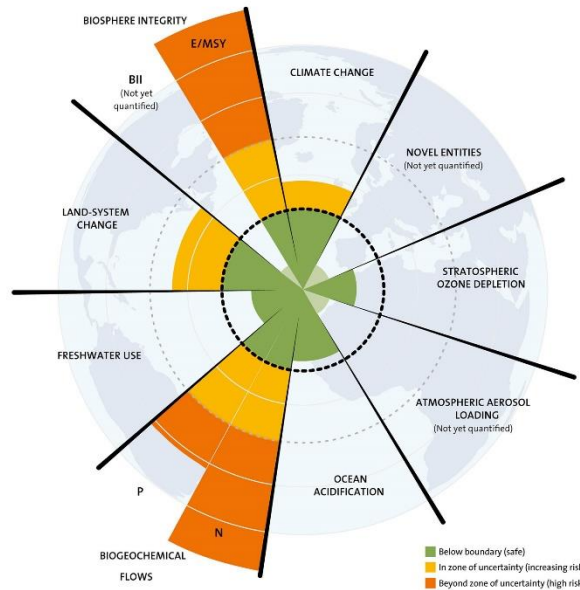 BIOSPHERE INTEGRITY
E/MSY
CLIMATE CHANGE
BII
(Not yet
quantified)
NOVEL ENTITIES
(Not yet quantified)
LAND-SYSTEM
CHANGE
STRATOSPHERIC
OZONE DEPLETION
FRESHWATER USE
ATMOSPHERIC AEROSOL
LOADING
(Not yet quantified)
OCEAN
ACIDIFICATION
P
N
BIOGEOCHEMICAL
FLOWS
Below boundary (safe)
In zone of uncertainty (increasing risk
Beyond zone of uncertainty (high risk